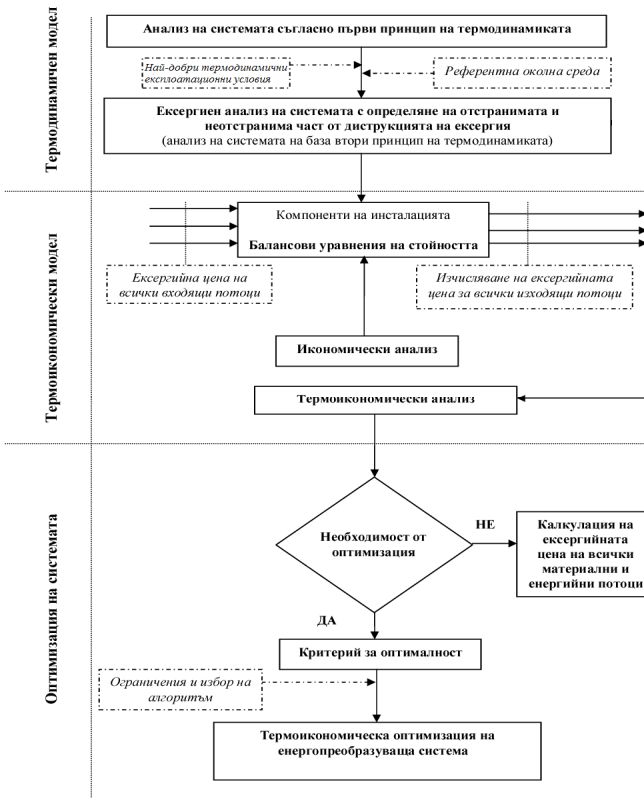 Анализ на системата съгласно първи принцип на термодинамиката
Най-добри термодинамични
експлоатационни условия
Референтна околна среда
Ексергиен анализ на системата с определяне на отстранимата и
неотстранима част от диструкцията на ексергия
(анализ на системата на база втори принцип на термодинамиката)
Термодинамичен модел
Компоненти на инсталацията
Балансови уравнения на стойността
Ексергийна цена на
всички входящи потоци
Изчисляване на ексергийната
цена за всички изходящи потоци
Икономически анализ
Термоикономически анализ
Термоикономически модел
Необходимост от
оптимизация
НЕ
Калкулация на
ексергийната
цена на всички
материални и
енергийни потоци
ДА
Критерий за оптималност
Ограничения и избор на
алгоритъм
Термоикономическа оптимизация на
енергопреобразуваща система
Оптимизация на системата